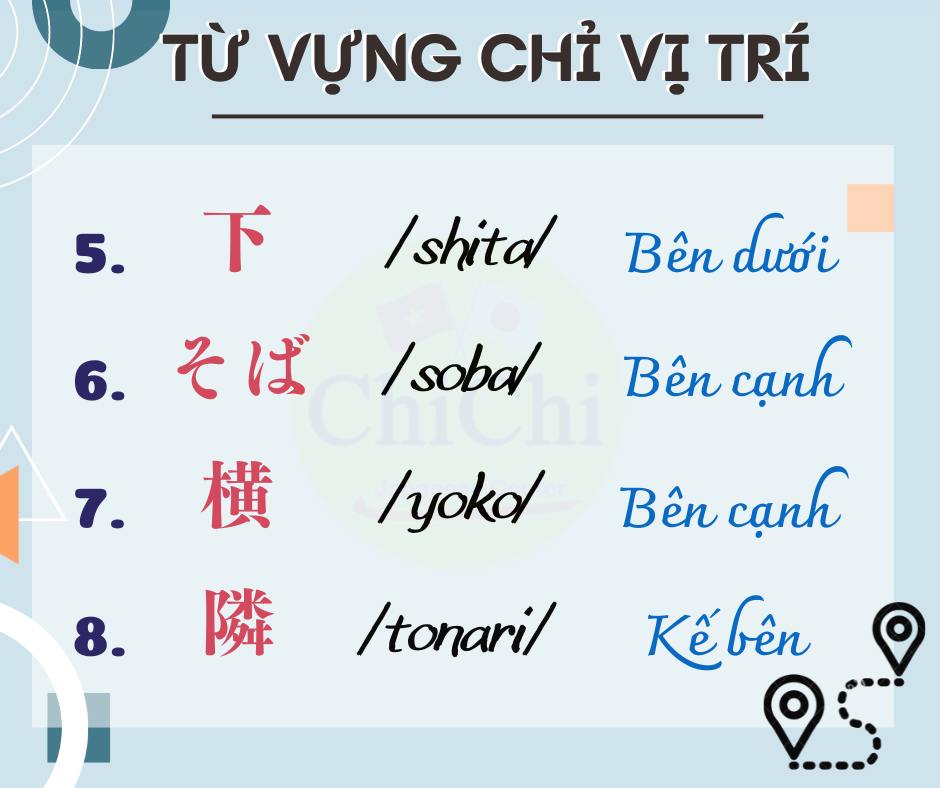 TỪ VỰNG CHỈ VỊ TRÍ
5. 下 /shita/ Bên dưới
6. そば /soba/ Bên cạnh
7. 横 /yoko/ Bên cạnh
8. 隣 /tonari/ Kế bên
ChiChi